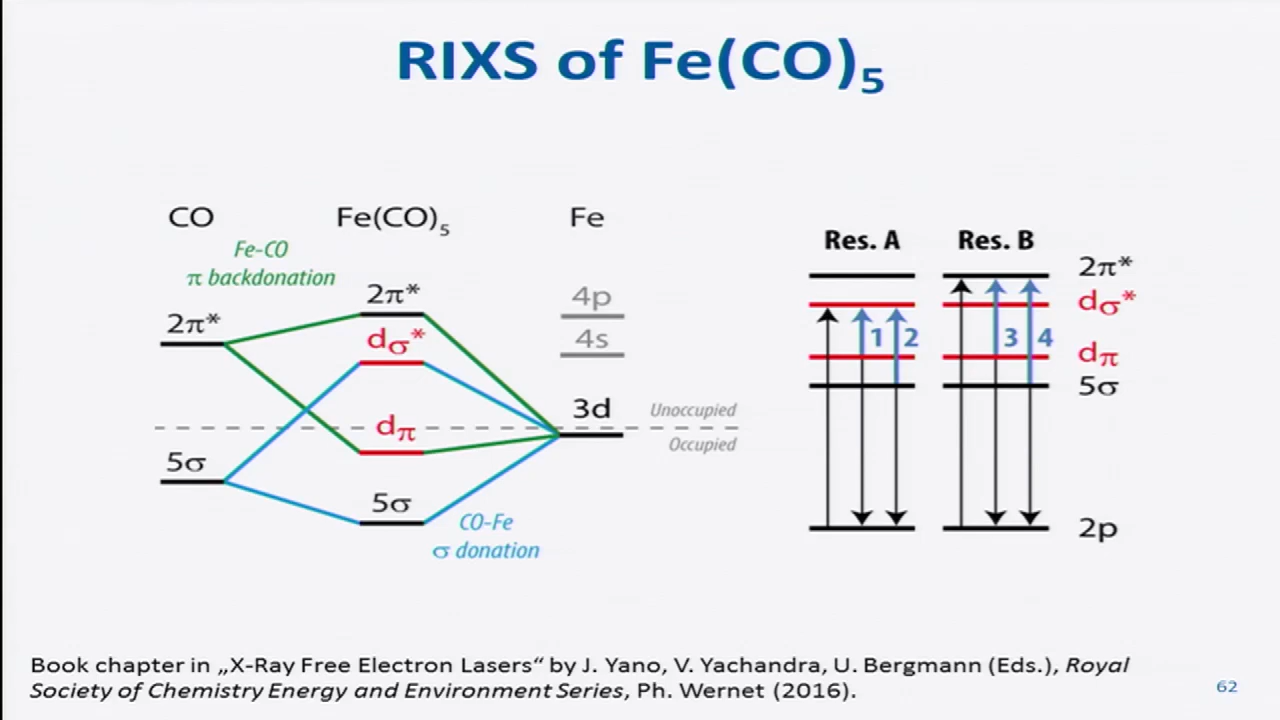 RIXS of Fe(CO)5
CO
Fe(CO)5
Fe
Fe-CO
π backdonation
2π*
2π*
dσ*
dπ
5σ
5σ
4p
4s
3d
Unoccupied
Occupied
CO-Fe
σ donation
Res. A
Res. B
1
2
3
4
2π*
dσ*
dπ
5σ
2p
Book chapter in „X-Ray Free Electron Lasers“ by J. Yano, V. Yachandra, U. Bergmann (Eds.), Royal
Society of Chemistry Energy and Environment Series, Ph. Wernet (2016).
62